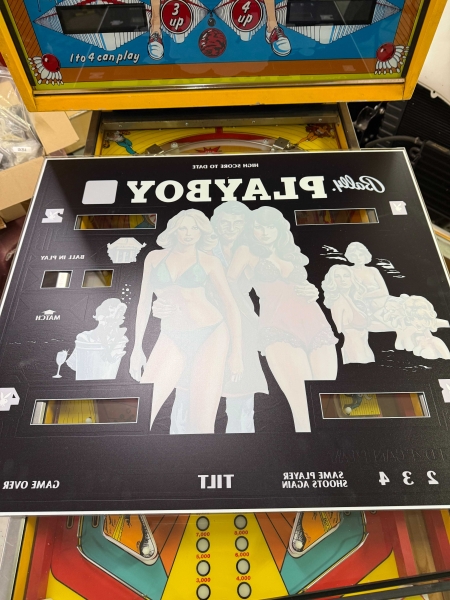 3 up
4 up
1 to 4 can play
HIGH SCORE TO DATE
Bally
PLAYBOY
BALL IN PLAY
MATCH
GAME OVER
TILT
SAME PLAYER
SHOOTS AGAIN
2 3 4